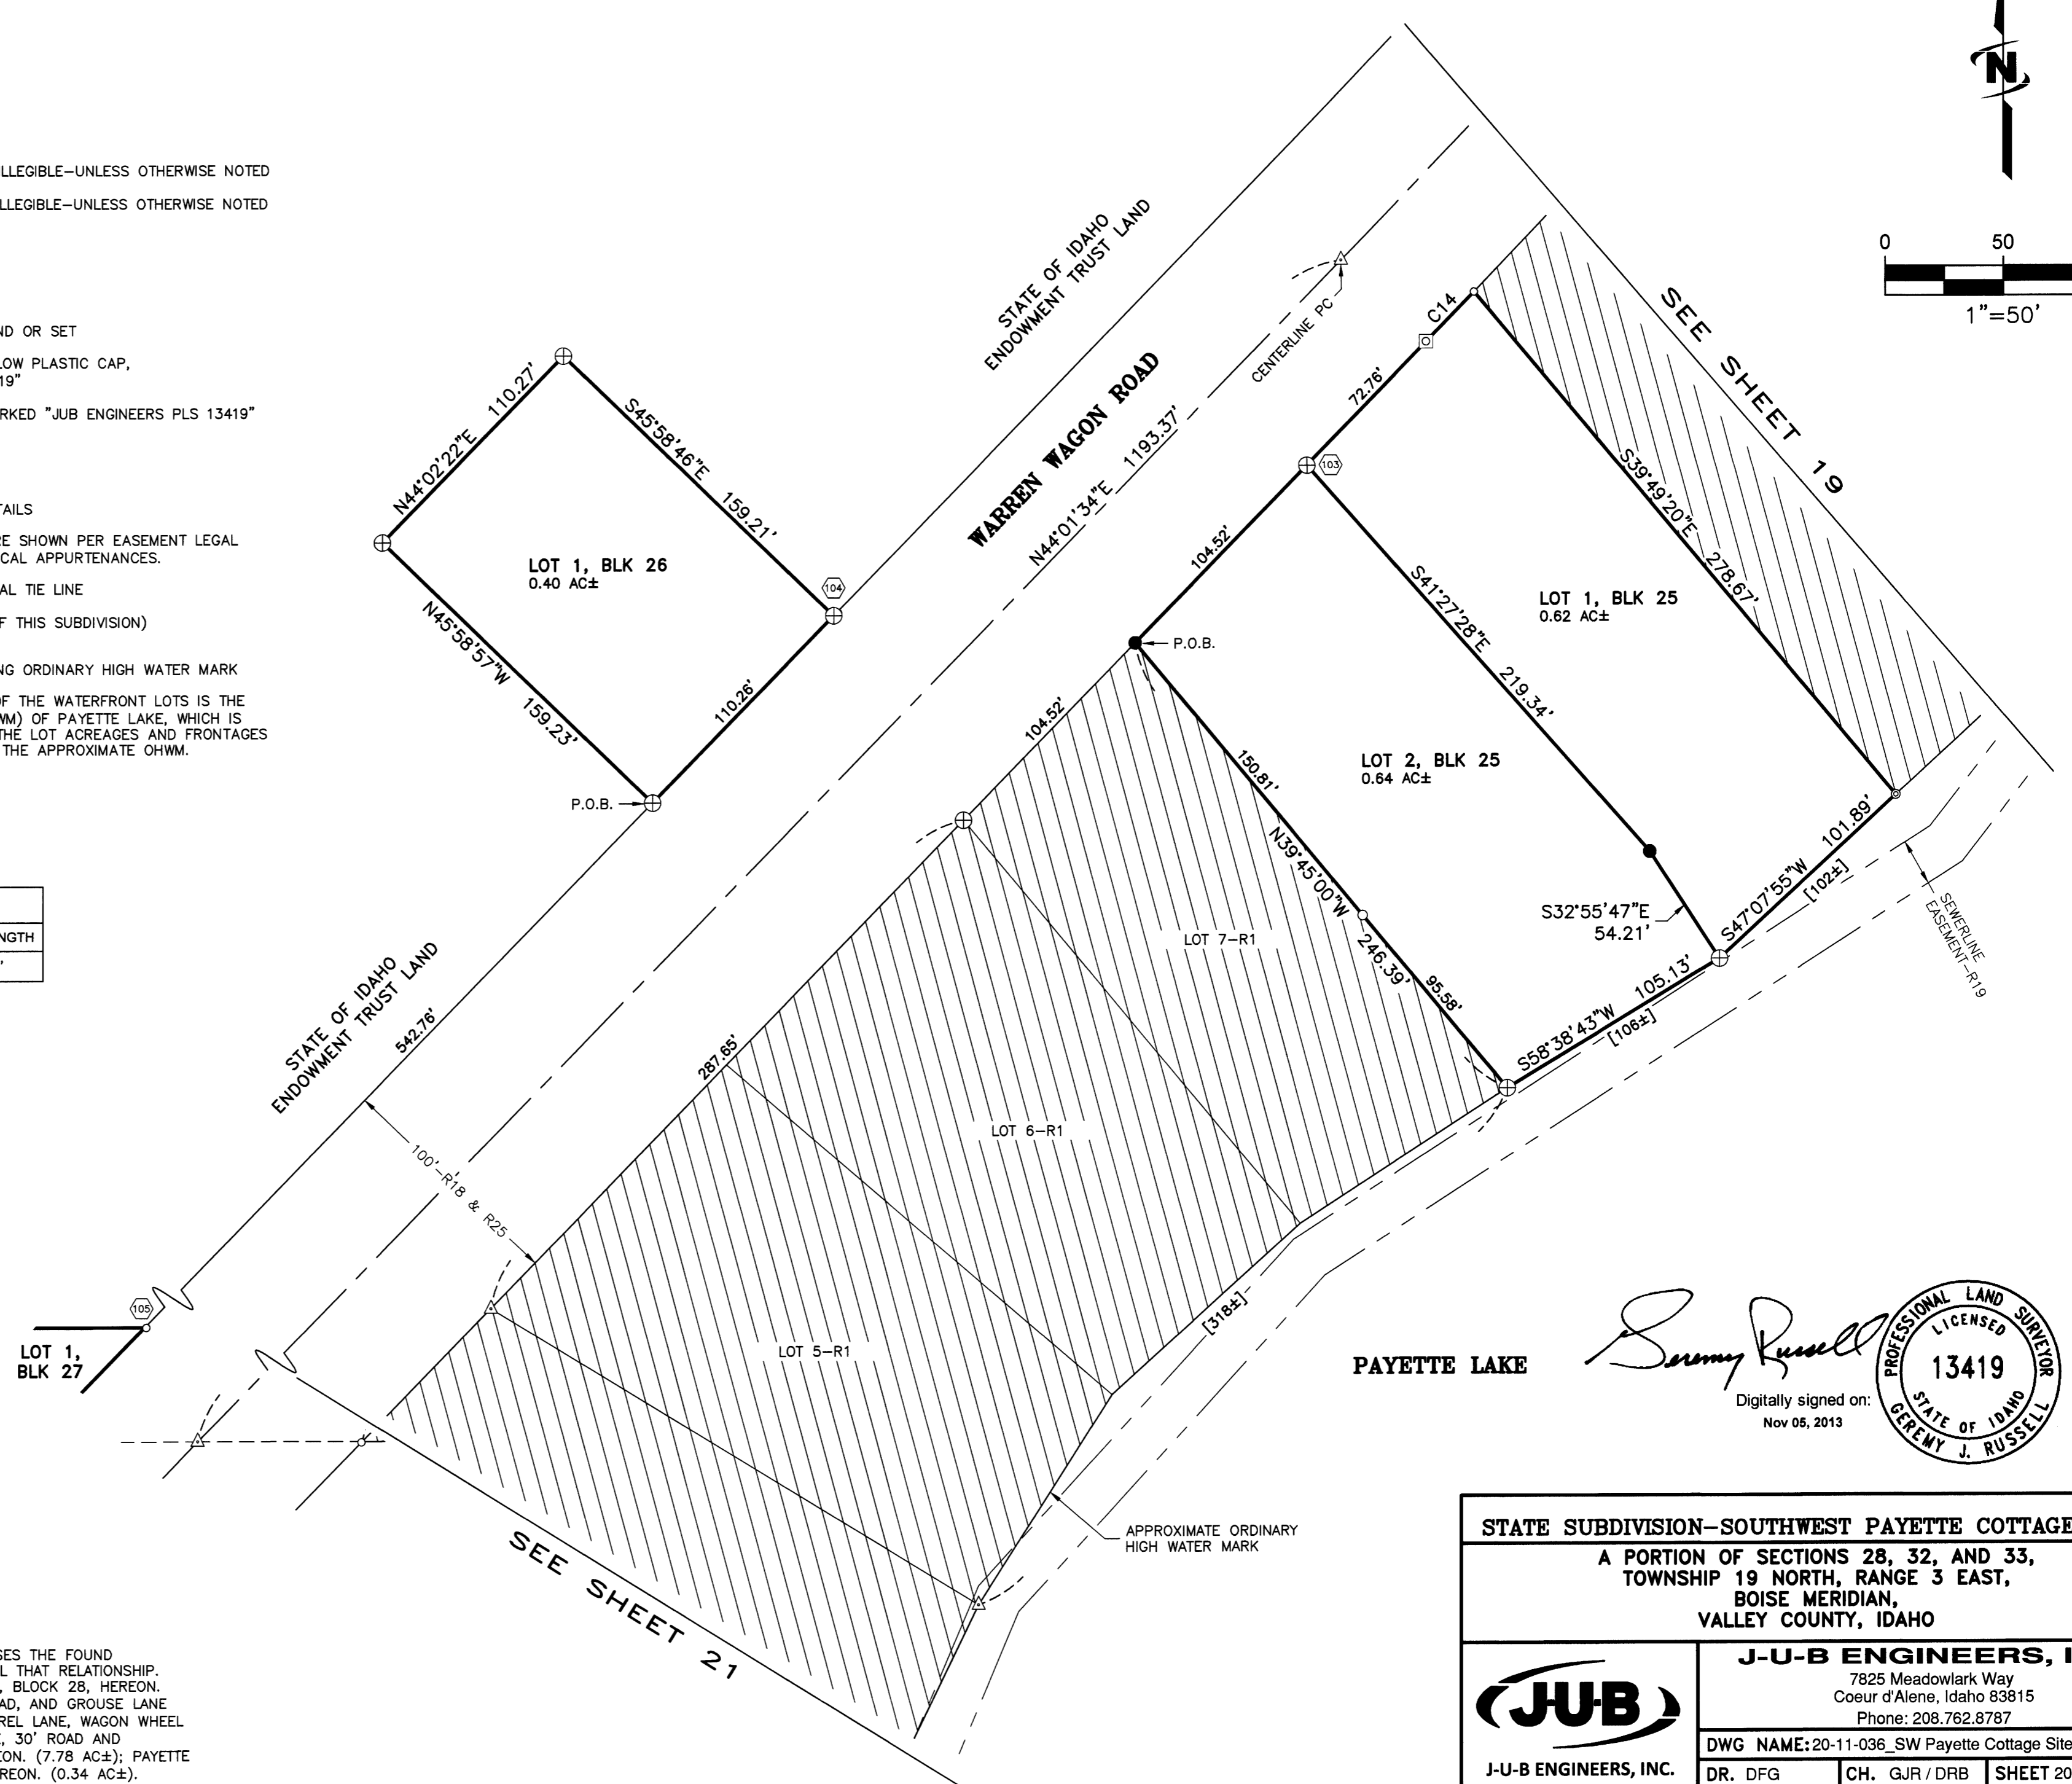 LLEGIBLE–UNLESS OTHERWISE NOTED
LLEGIBLE–UNLESS OTHERWISE NOTED
ND OR SET
LOW PLASTIC CAP,
19"
RKED "JUB ENGINEERS PLS 13419"
TAILS
RE SHOWN PER EASEMENT LEGAL
ICAL APPURTENANCES.
AL TIE LINE
F THIS SUBDIVISION)
NG ORDINARY HIGH WATER MARK
OF THE WATERFRONT LOTS IS THE
WM) OF PAYETTE LAKE, WHICH IS
THE LOT ACREAGES AND FRONTAGES
THE APPROXIMATE OHWM.
NGTH
'
N
0 50
1"=50'
SEE SHEET 19
STATE OF IDAHO
ENDOWMENT TRUST LAND
CENTERLINE PC
C14
72.76'
103
WARREN WAGON ROAD
N44°01'34"E 1193.37'
N44°02'22"E 110.27'
S45°58'46"E 159.21'
LOT 1, BLK 26
0.40 AC±
104
N45°58'57"W 159.23'
110.26'
P.O.B.
104.52'
P.O.B.
S39°49'20"E 278.67'
LOT 1, BLK 25
0.62 AC±
S41°27'28"E 219.34'
LOT 2, BLK 25
0.64 AC±
104.52'
150.81'
N39°45'00"W 246.39'
95.58'
S32°55'47"E
54.21'
S47°07'55"W 101.89'
[102±]
S58°38'43"W 105.13'
[106±]
SEWERLINE
EASEMENT–R19
LOT 7–R1
STATE OF IDAHO
ENDOWMENT TRUST LAND
542.76'
287.65'
LOT 6–R1
100'–R18 & R25
[318±]
105
LOT 1,
BLK 27
LOT 5–R1
PAYETTE LAKE
Geremy Russell
Digitally signed on:
Nov 05, 2013
PROFESSIONAL LAND SURVEYOR
LICENSED
13419
STATE OF IDAHO
GEREMY J. RUSSELL
APPROXIMATE ORDINARY
HIGH WATER MARK
SEE SHEET 21
SES THE FOUND
L THAT RELATIONSHIP.
, BLOCK 28, HEREON.
AD, AND GROUSE LANE
REL LANE, WAGON WHEEL
E, 30' ROAD AND
EON. (7.78 AC±); PAYETTE
REON. (0.34 AC±).
STATE SUBDIVISION–SOUTHWEST PAYETTE COTTAGE
A PORTION OF SECTIONS 28, 32, AND 33,
TOWNSHIP 19 NORTH, RANGE 3 EAST,
BOISE MERIDIAN,
VALLEY COUNTY, IDAHO
JUB
J-U-B ENGINEERS, INC.
J-U-B ENGINEERS, I
7825 Meadowlark Way
Coeur d'Alene, Idaho 83815
Phone: 208.762.8787
DWG NAME: 20-11-036_SW Payette Cottage Site
DR. DFG CH. GJR / DRB SHEET 20